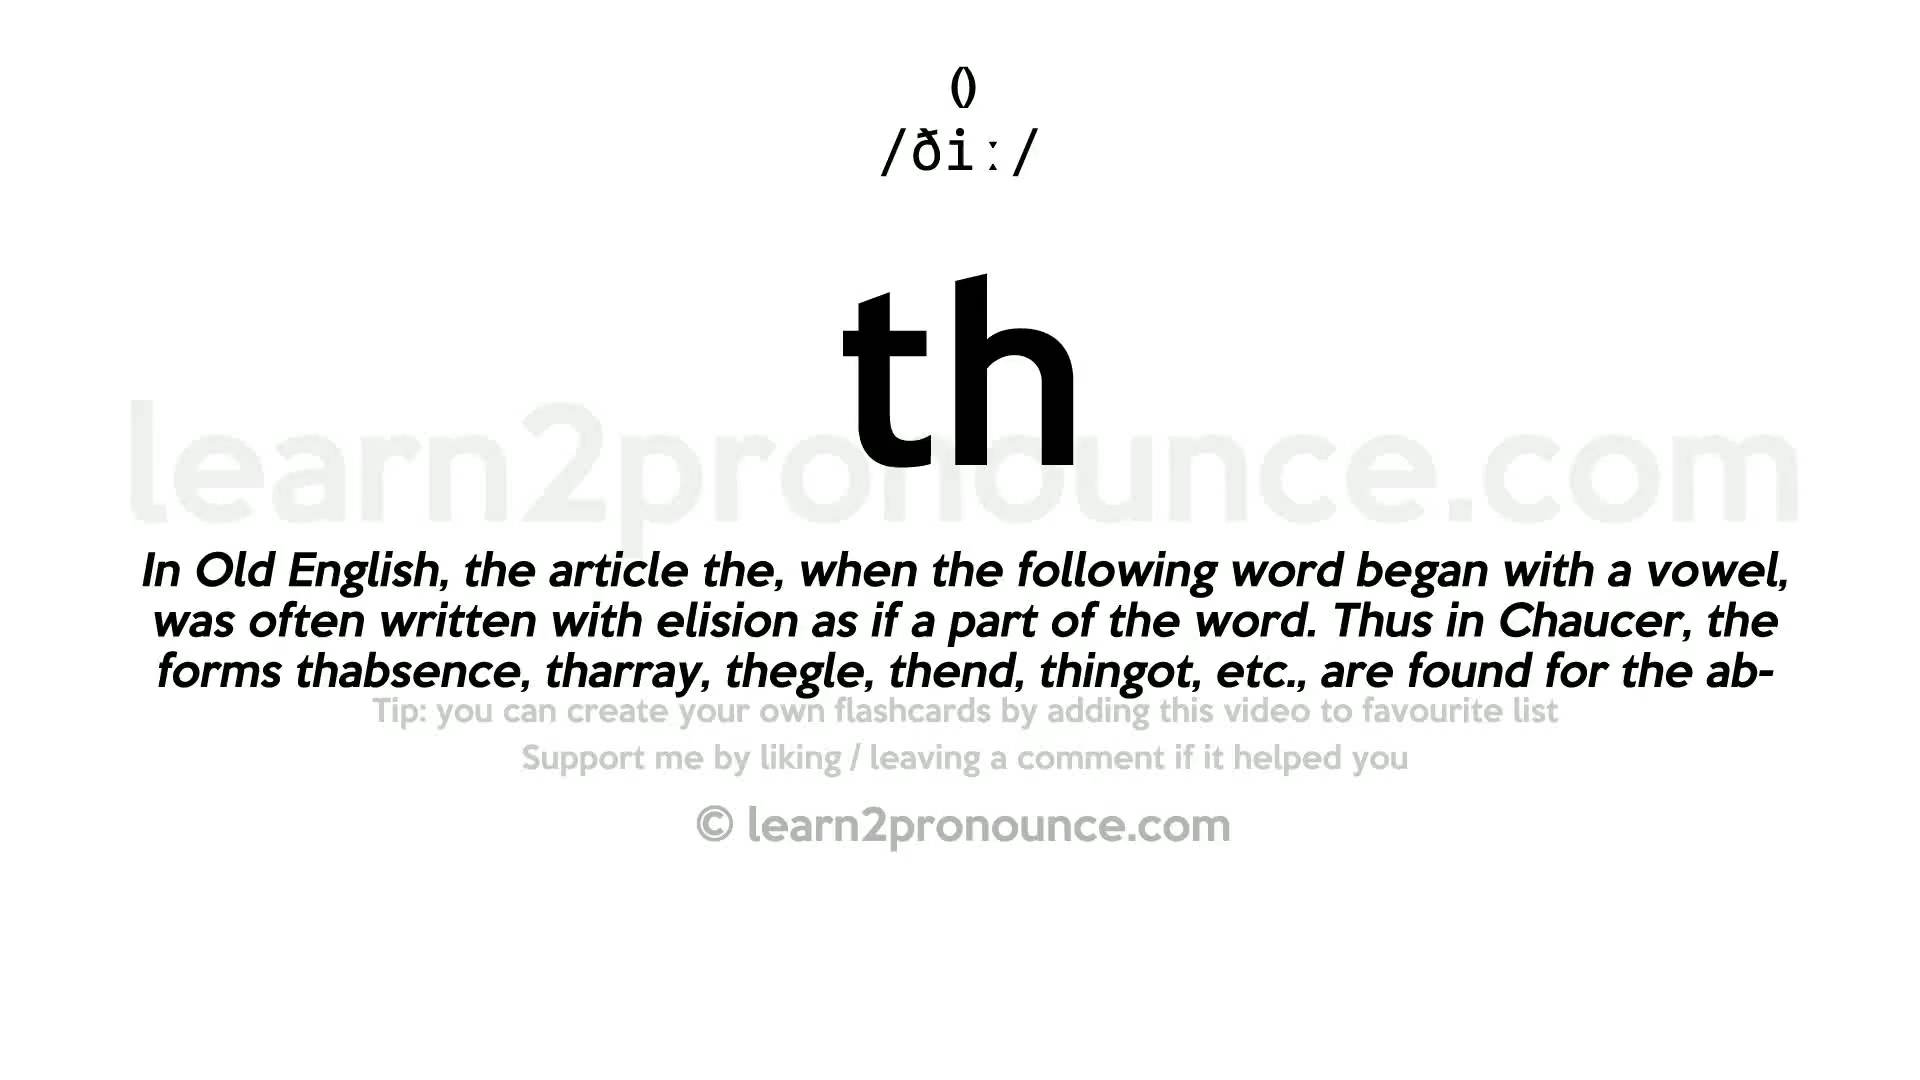 ()
/ðiː/
th
learn2pronounce.com
In Old English, the article the, when the following word began with a vowel,
was often written with elision as if a part of the word. Thus in Chaucer, the
forms thabsence, tharray, thegle, thend, thingot, etc., are found for the ab-
Tip: you can create your own flashcards by adding this video to favourite list
Support me by liking / leaving a comment if it helped you
© learn2pronounce.com